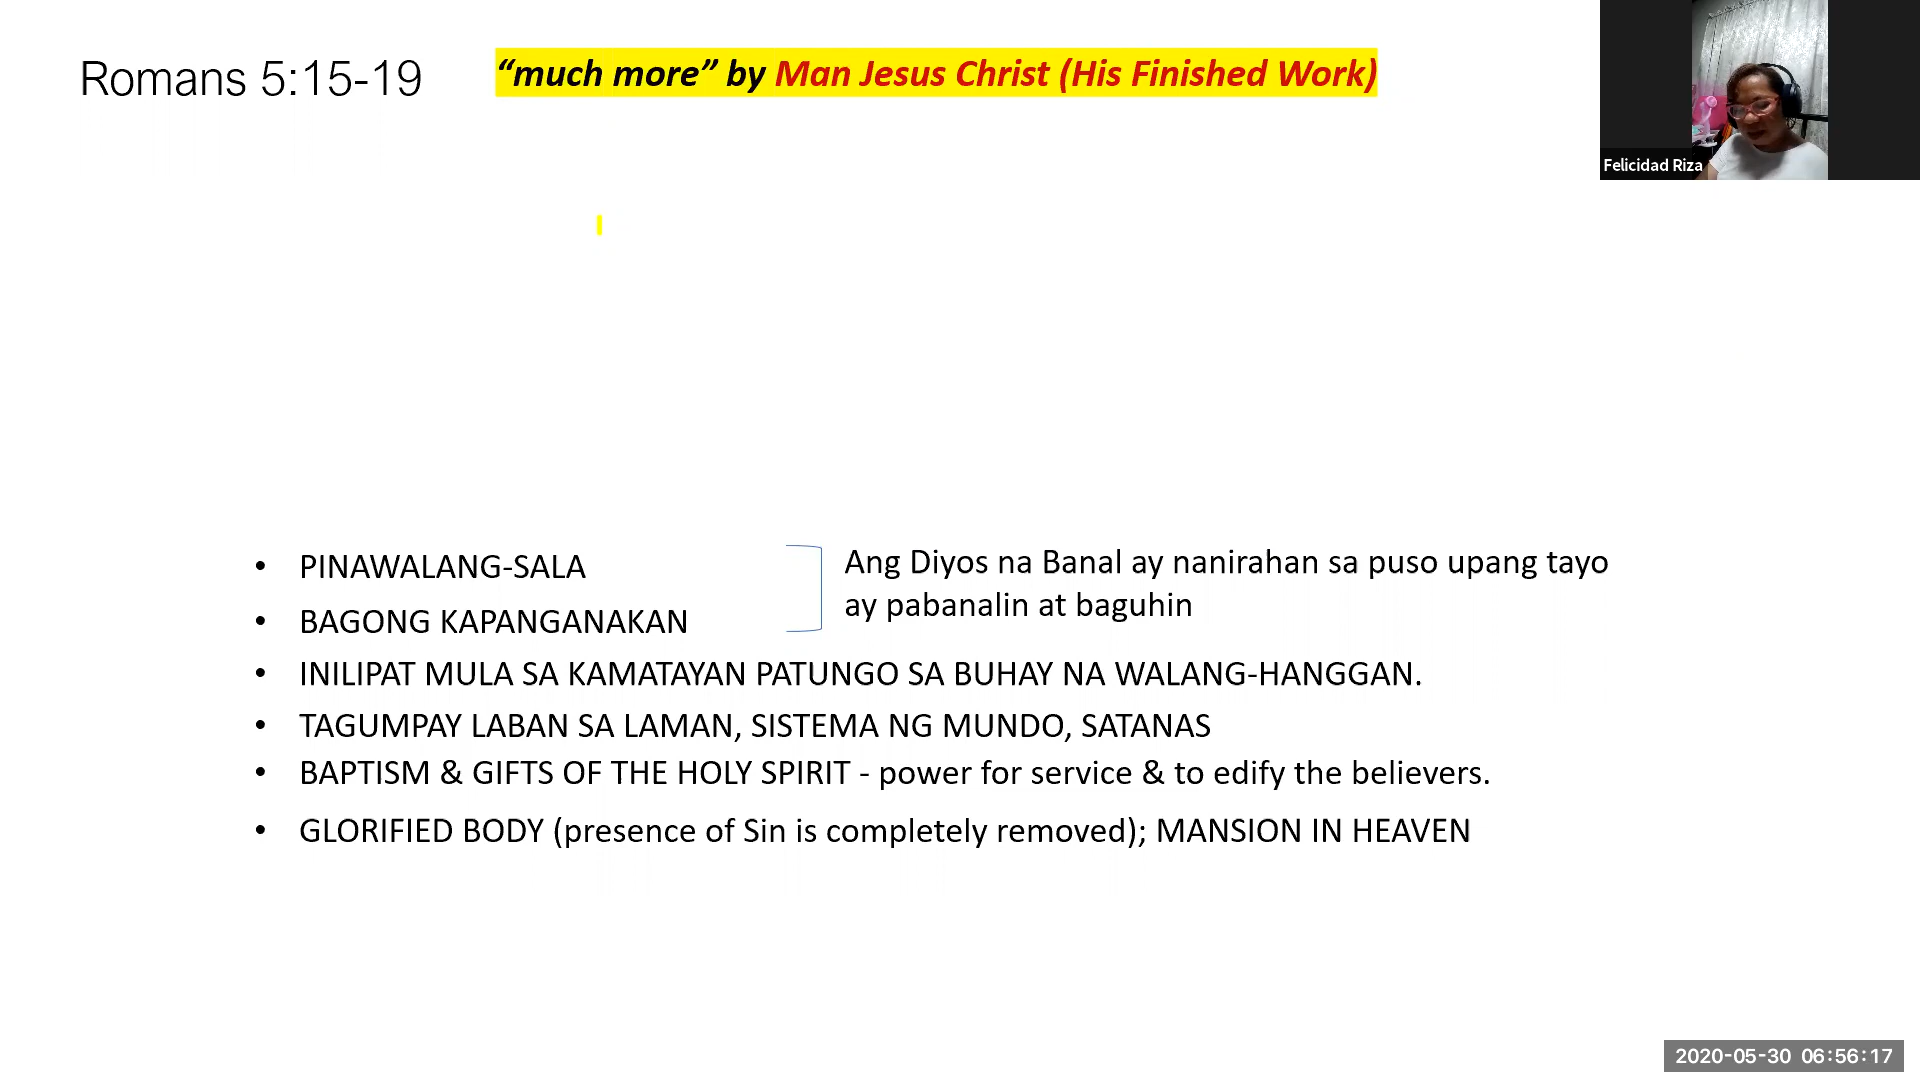 Romans 5:15-19
“much more” by Man Jesus Christ (His Finished Work)
Felicidad Riza
• PINAWALANG-SALA
• BAGONG KAPANGANAKAN
Ang Diyos na Banal ay nanirahan sa puso upang tayo
ay pabanalin at baguhin
• INILIPAT MULA SA KAMATAYAN PATUNGO SA BUHAY NA WALANG-HANGGAN.
• TAGUMPAY LABAN SA LAMAN, SISTEMA NG MUNDO, SATANAS
• BAPTISM & GIFTS OF THE HOLY SPIRIT - power for service & to edify the believers.
• GLORIFIED BODY (presence of Sin is completely removed); MANSION IN HEAVEN
2020-05-30 06:56:17